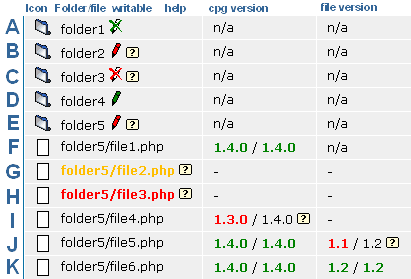 Icon Folder/file writable help cpg version file version
A folder1 n/a n/a
B folder2 ? n/a n/a
C folder3 ? n/a n/a
D folder4 n/a n/a
E folder5 ? n/a n/a
F folder5/file1.php 1.4.0 / 1.4.0 n/a
G folder5/file2.php ? - -
H folder5/file3.php ? - -
I folder5/file4.php 1.3.0 / 1.4.0 ? -
J folder5/file5.php 1.4.0 / 1.4.0 1.1 / 1.2 ?
K folder5/file6.php 1.4.0 / 1.4.0 1.2 / 1.2